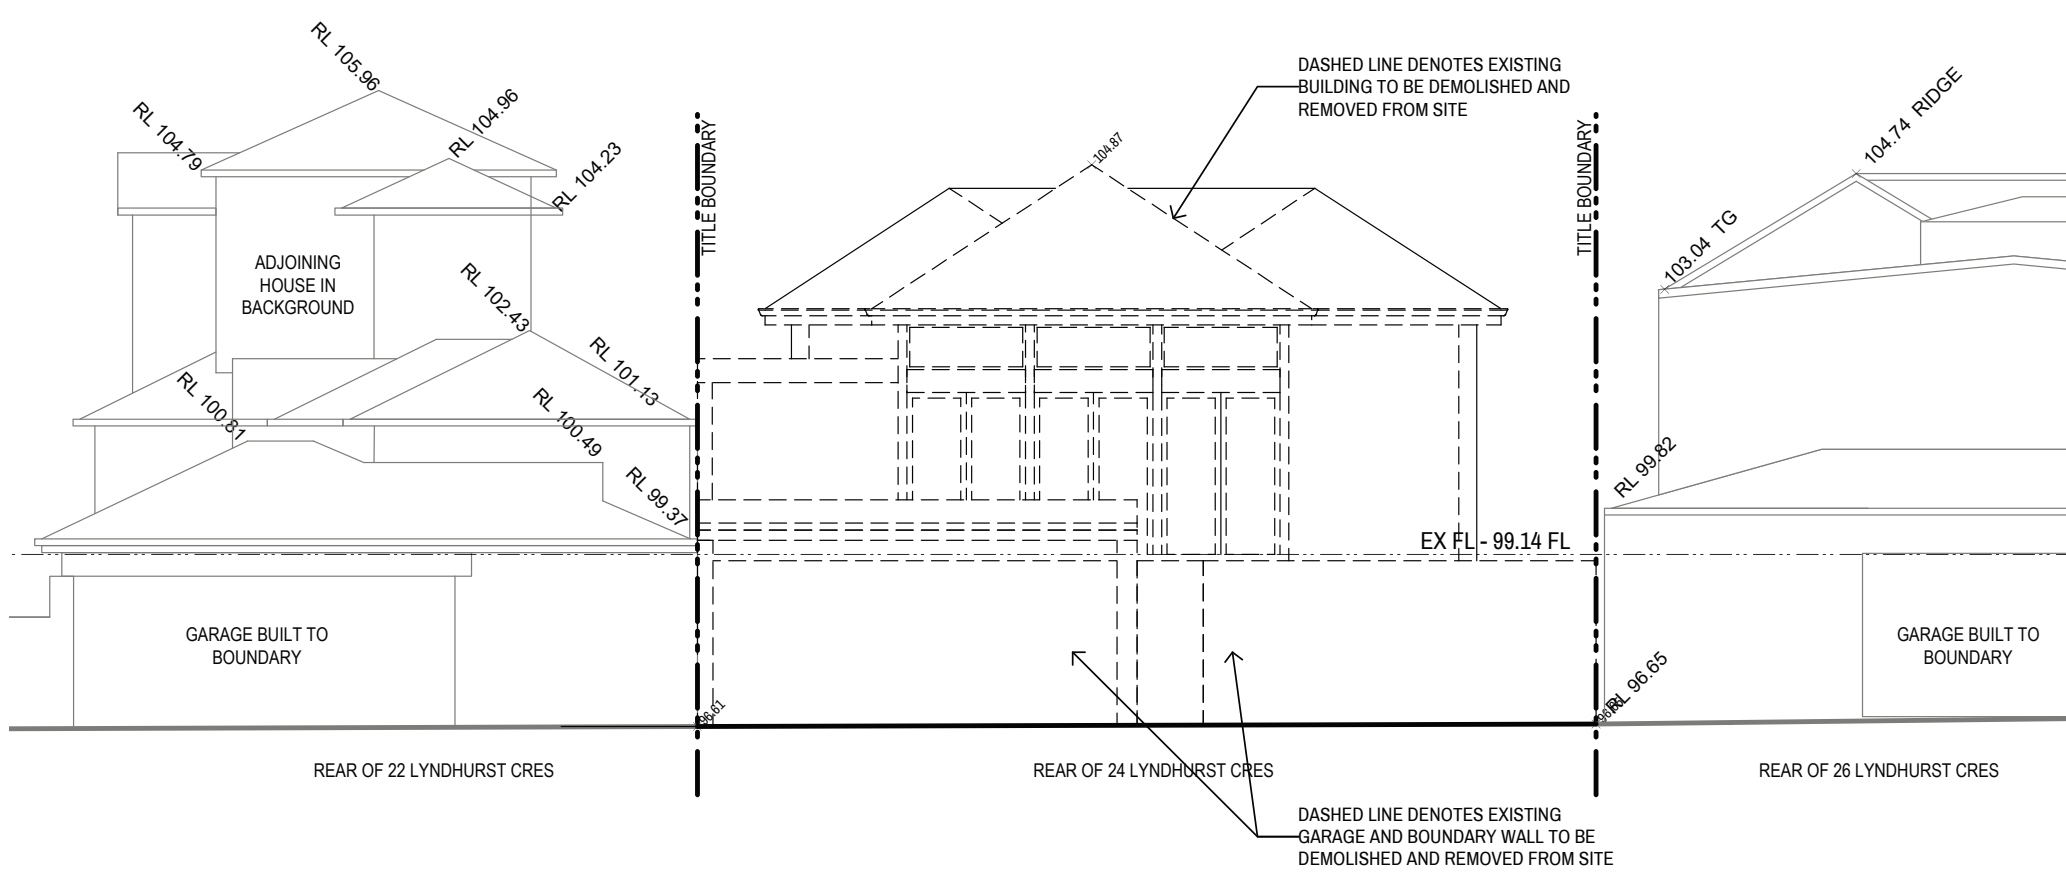 RL 105.96
RL 104.79
RL 104.96
RL 104.23
ADJOINING
HOUSE IN
BACKGROUND
RL 102.43
RL 101.13
RL 100.81
RL 100.49
RL 99.37
GARAGE BUILT TO
BOUNDARY
TITLE BOUNDARY
104.87
DASHED LINE DENOTES EXISTING
BUILDING TO BE DEMOLISHED AND
REMOVED FROM SITE
TITLE BOUNDARY
104.74 RIDGE
103.04 TG
RL 99.82
EX FL - 99.14 FL
GARAGE BUILT TO
BOUNDARY
96.61
RL 96.65
REAR OF 22 LYNDHURST CRES
REAR OF 24 LYNDHURST CRES
REAR OF 26 LYNDHURST CRES
DASHED LINE DENOTES EXISTING
GARAGE AND BOUNDARY WALL TO BE
DEMOLISHED AND REMOVED FROM SITE